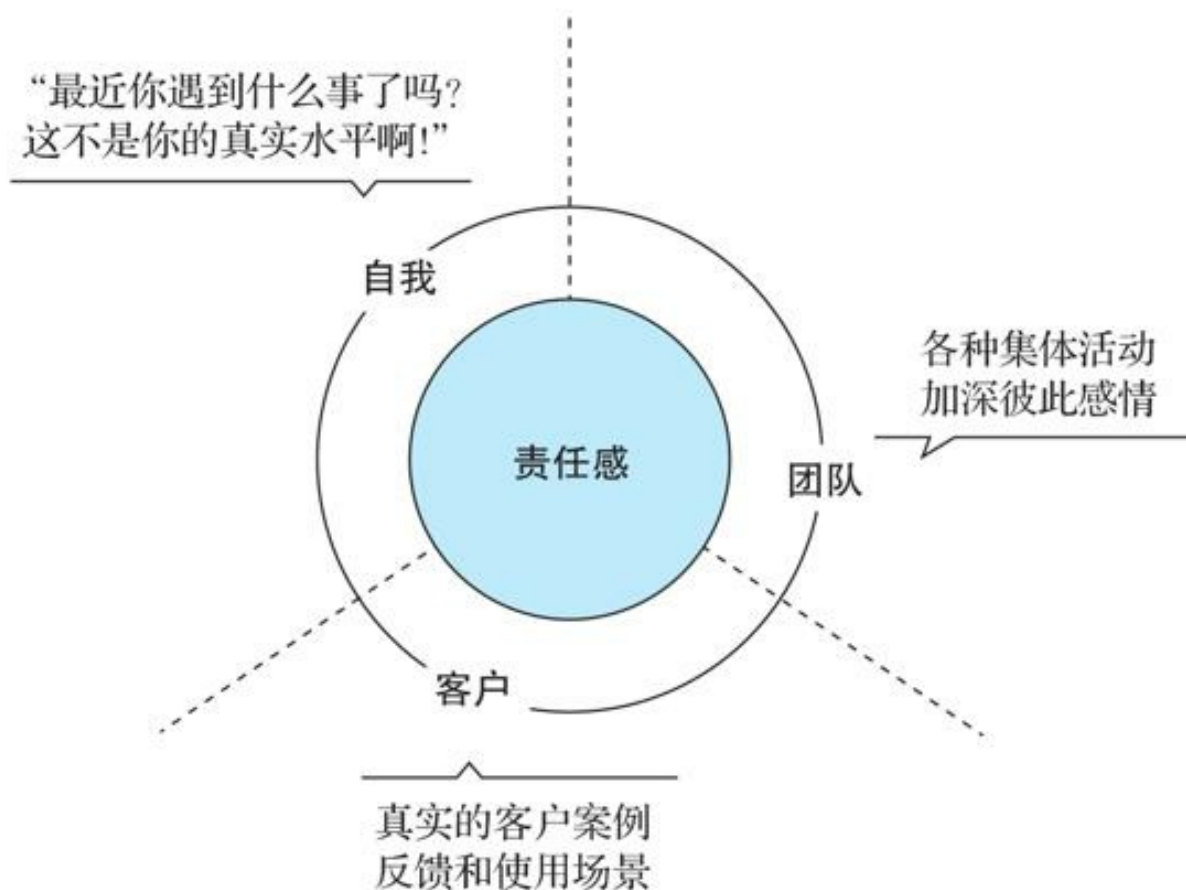 “最近你遇到什么事了吗?
这不是你的真实水平啊!”
自我
各种集体活动
加深彼此感情
责任感
团队
客户
真实的客户案例
反馈和使用场景